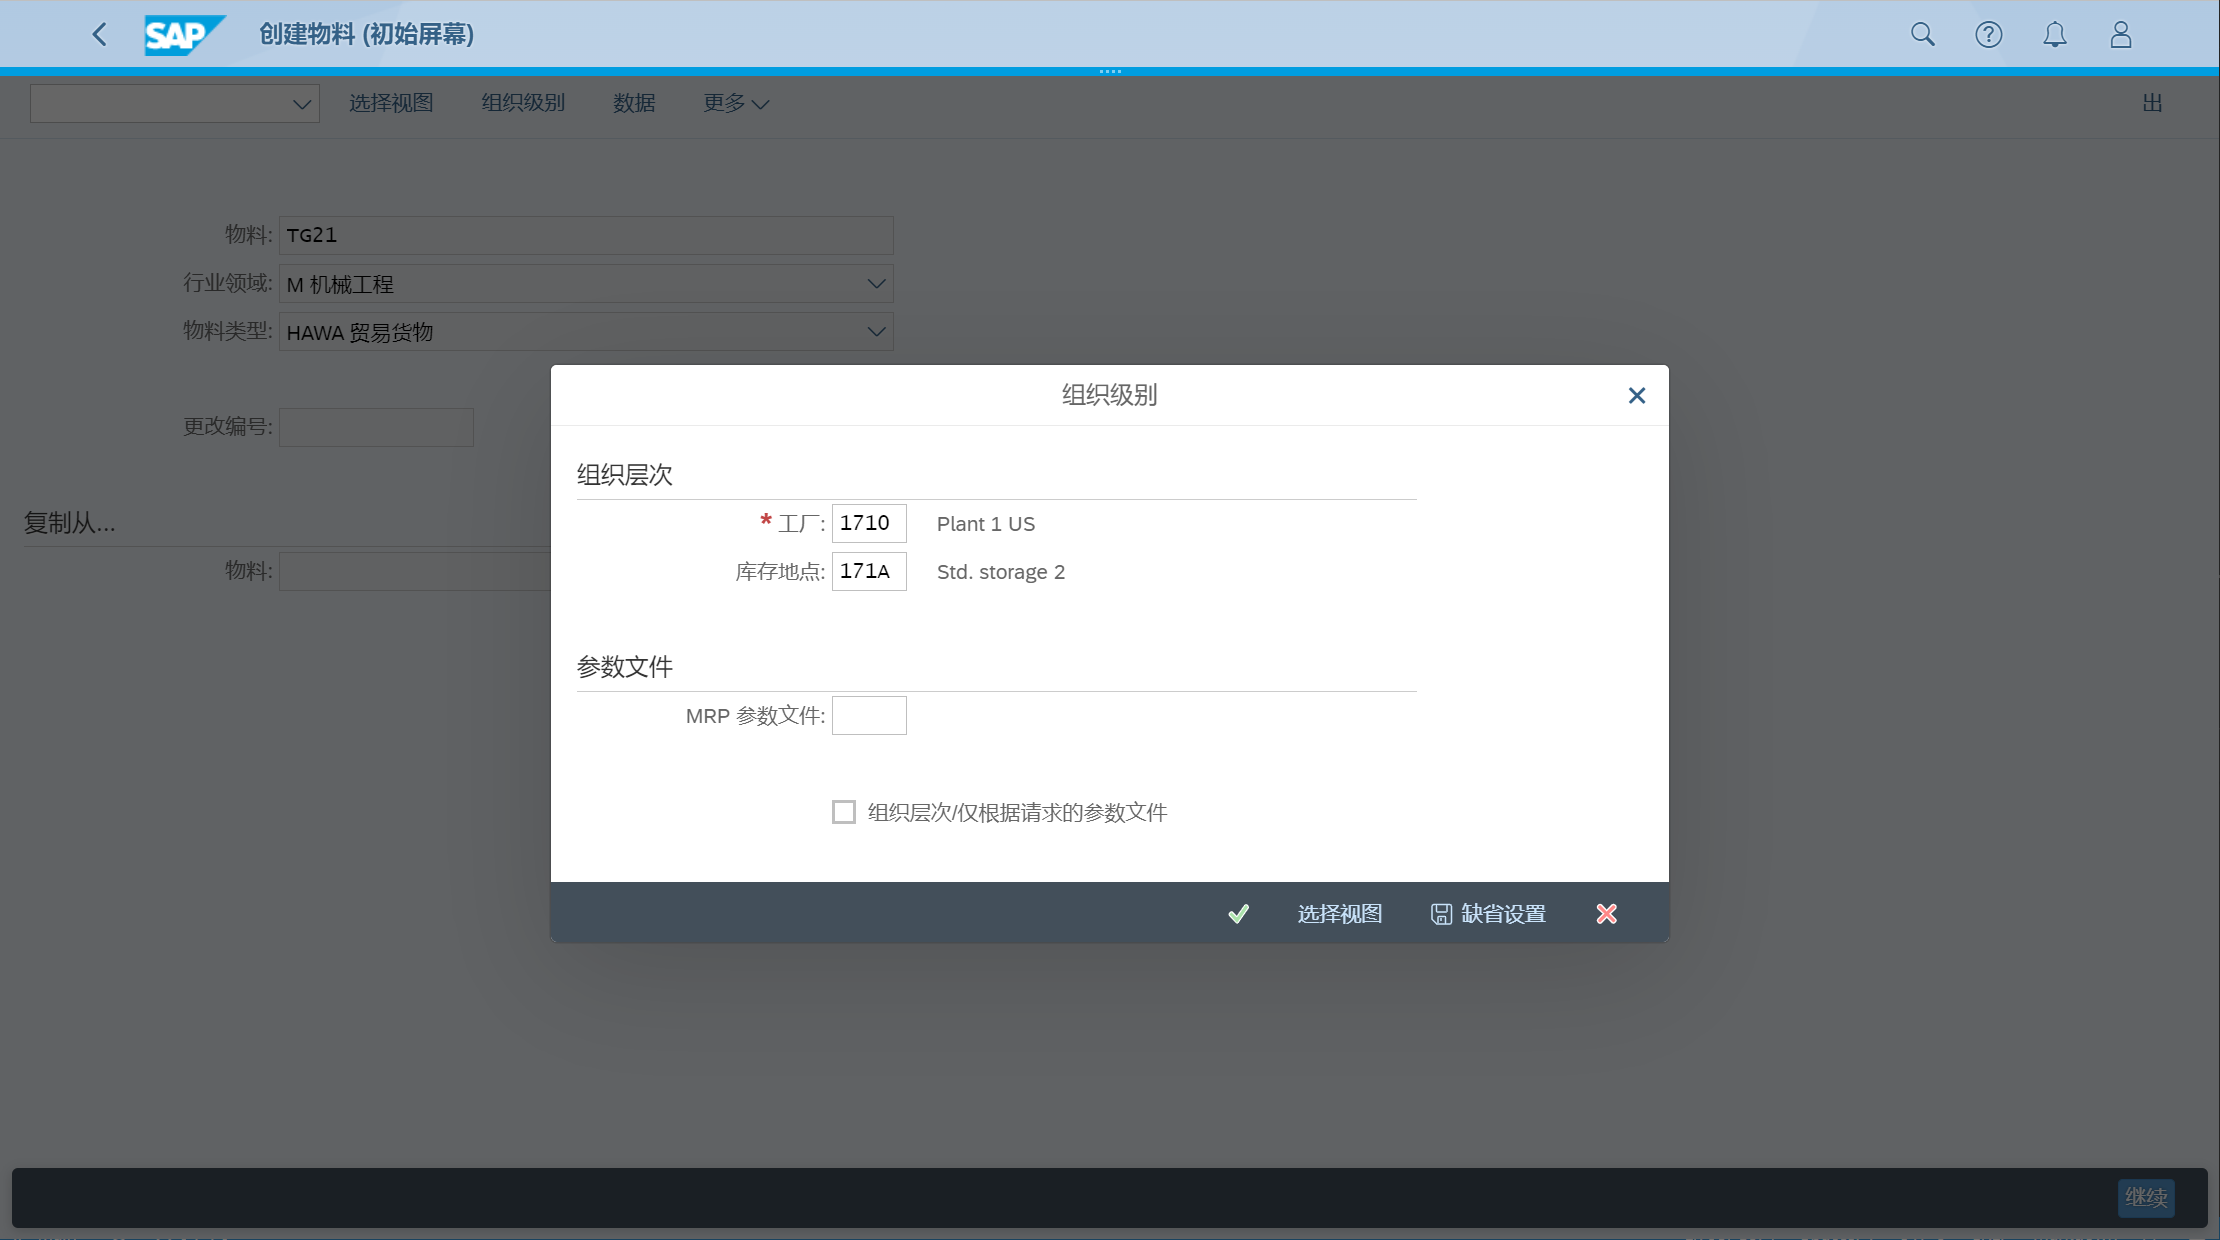 SAP 创建物料 (初始屏幕)
选择视图 组织级别 数据 更多 出
物料: TG21
行业领域: M 机械工程
物料类型: HAWA 贸易货物
更改编号:
复制从...
物料:
组织级别
组织层次
* 工厂: 1710 Plant 1 US
库存地点: 171A Std. storage 2
参数文件
MRP 参数文件:
组织层次/仅根据请求的参数文件
选择视图 缺省设置
继续